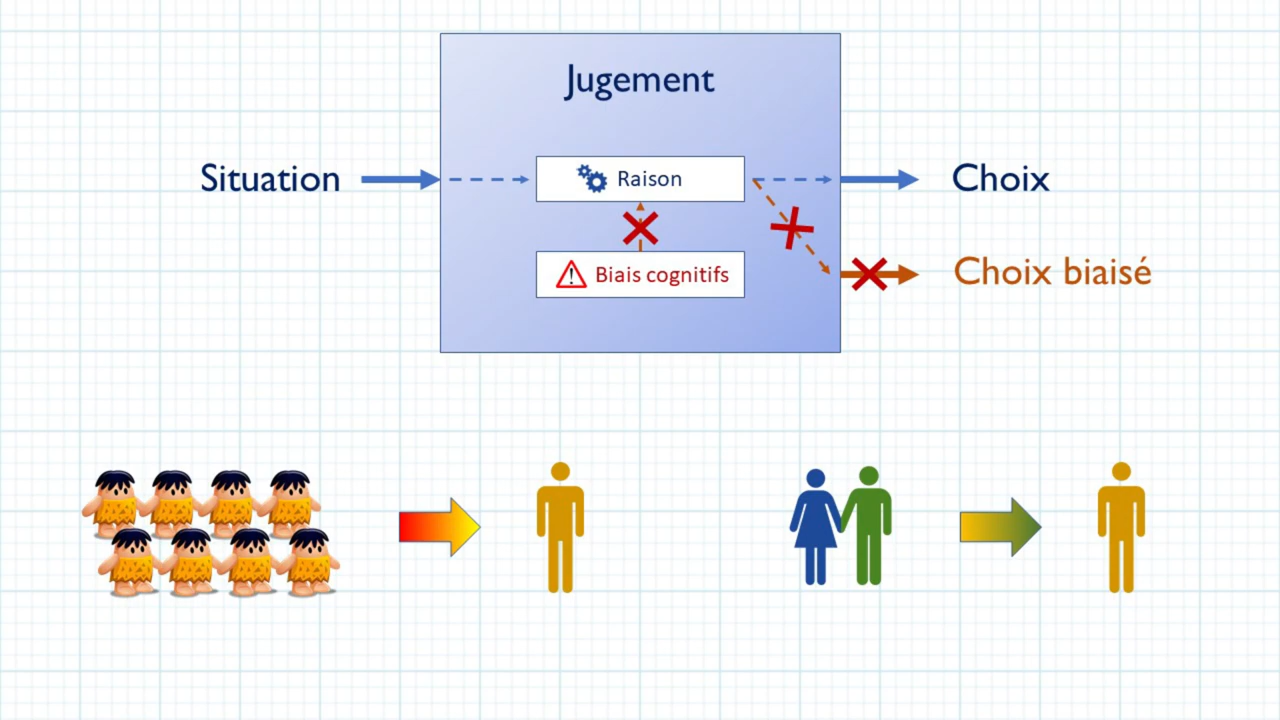 Jugement
Situation
Raison
Choix
Biais cognitifs
Choix biaisé